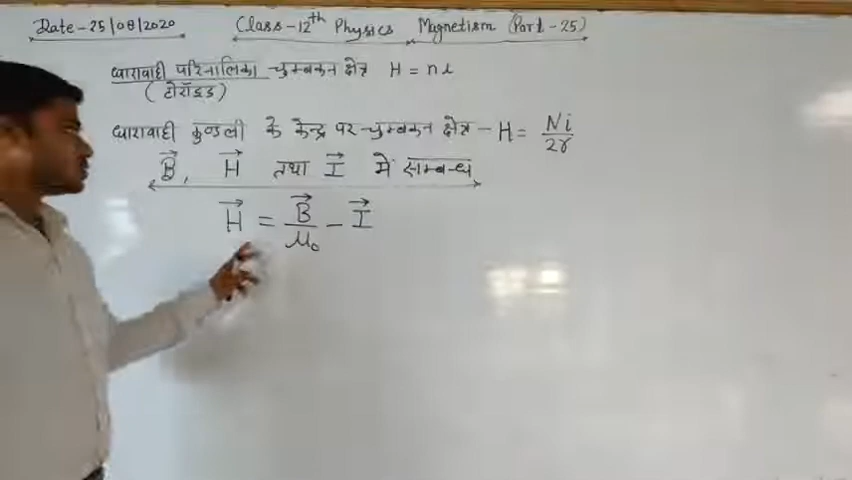 Date-25/08/2020 Class-12th Physics Magnetism (Part-25)
धारावाही परिनालिका चुम्बकन क्षेत्र H = ni
(टोरॉइड)
धारावाही कुण्डली के केन्द्र पर चुम्बकन क्षेत्र - H = Ni/2r
B⃗, H⃗ तथा I⃗ में सम्बन्ध
H⃗ = B⃗/μ₀ - I⃗